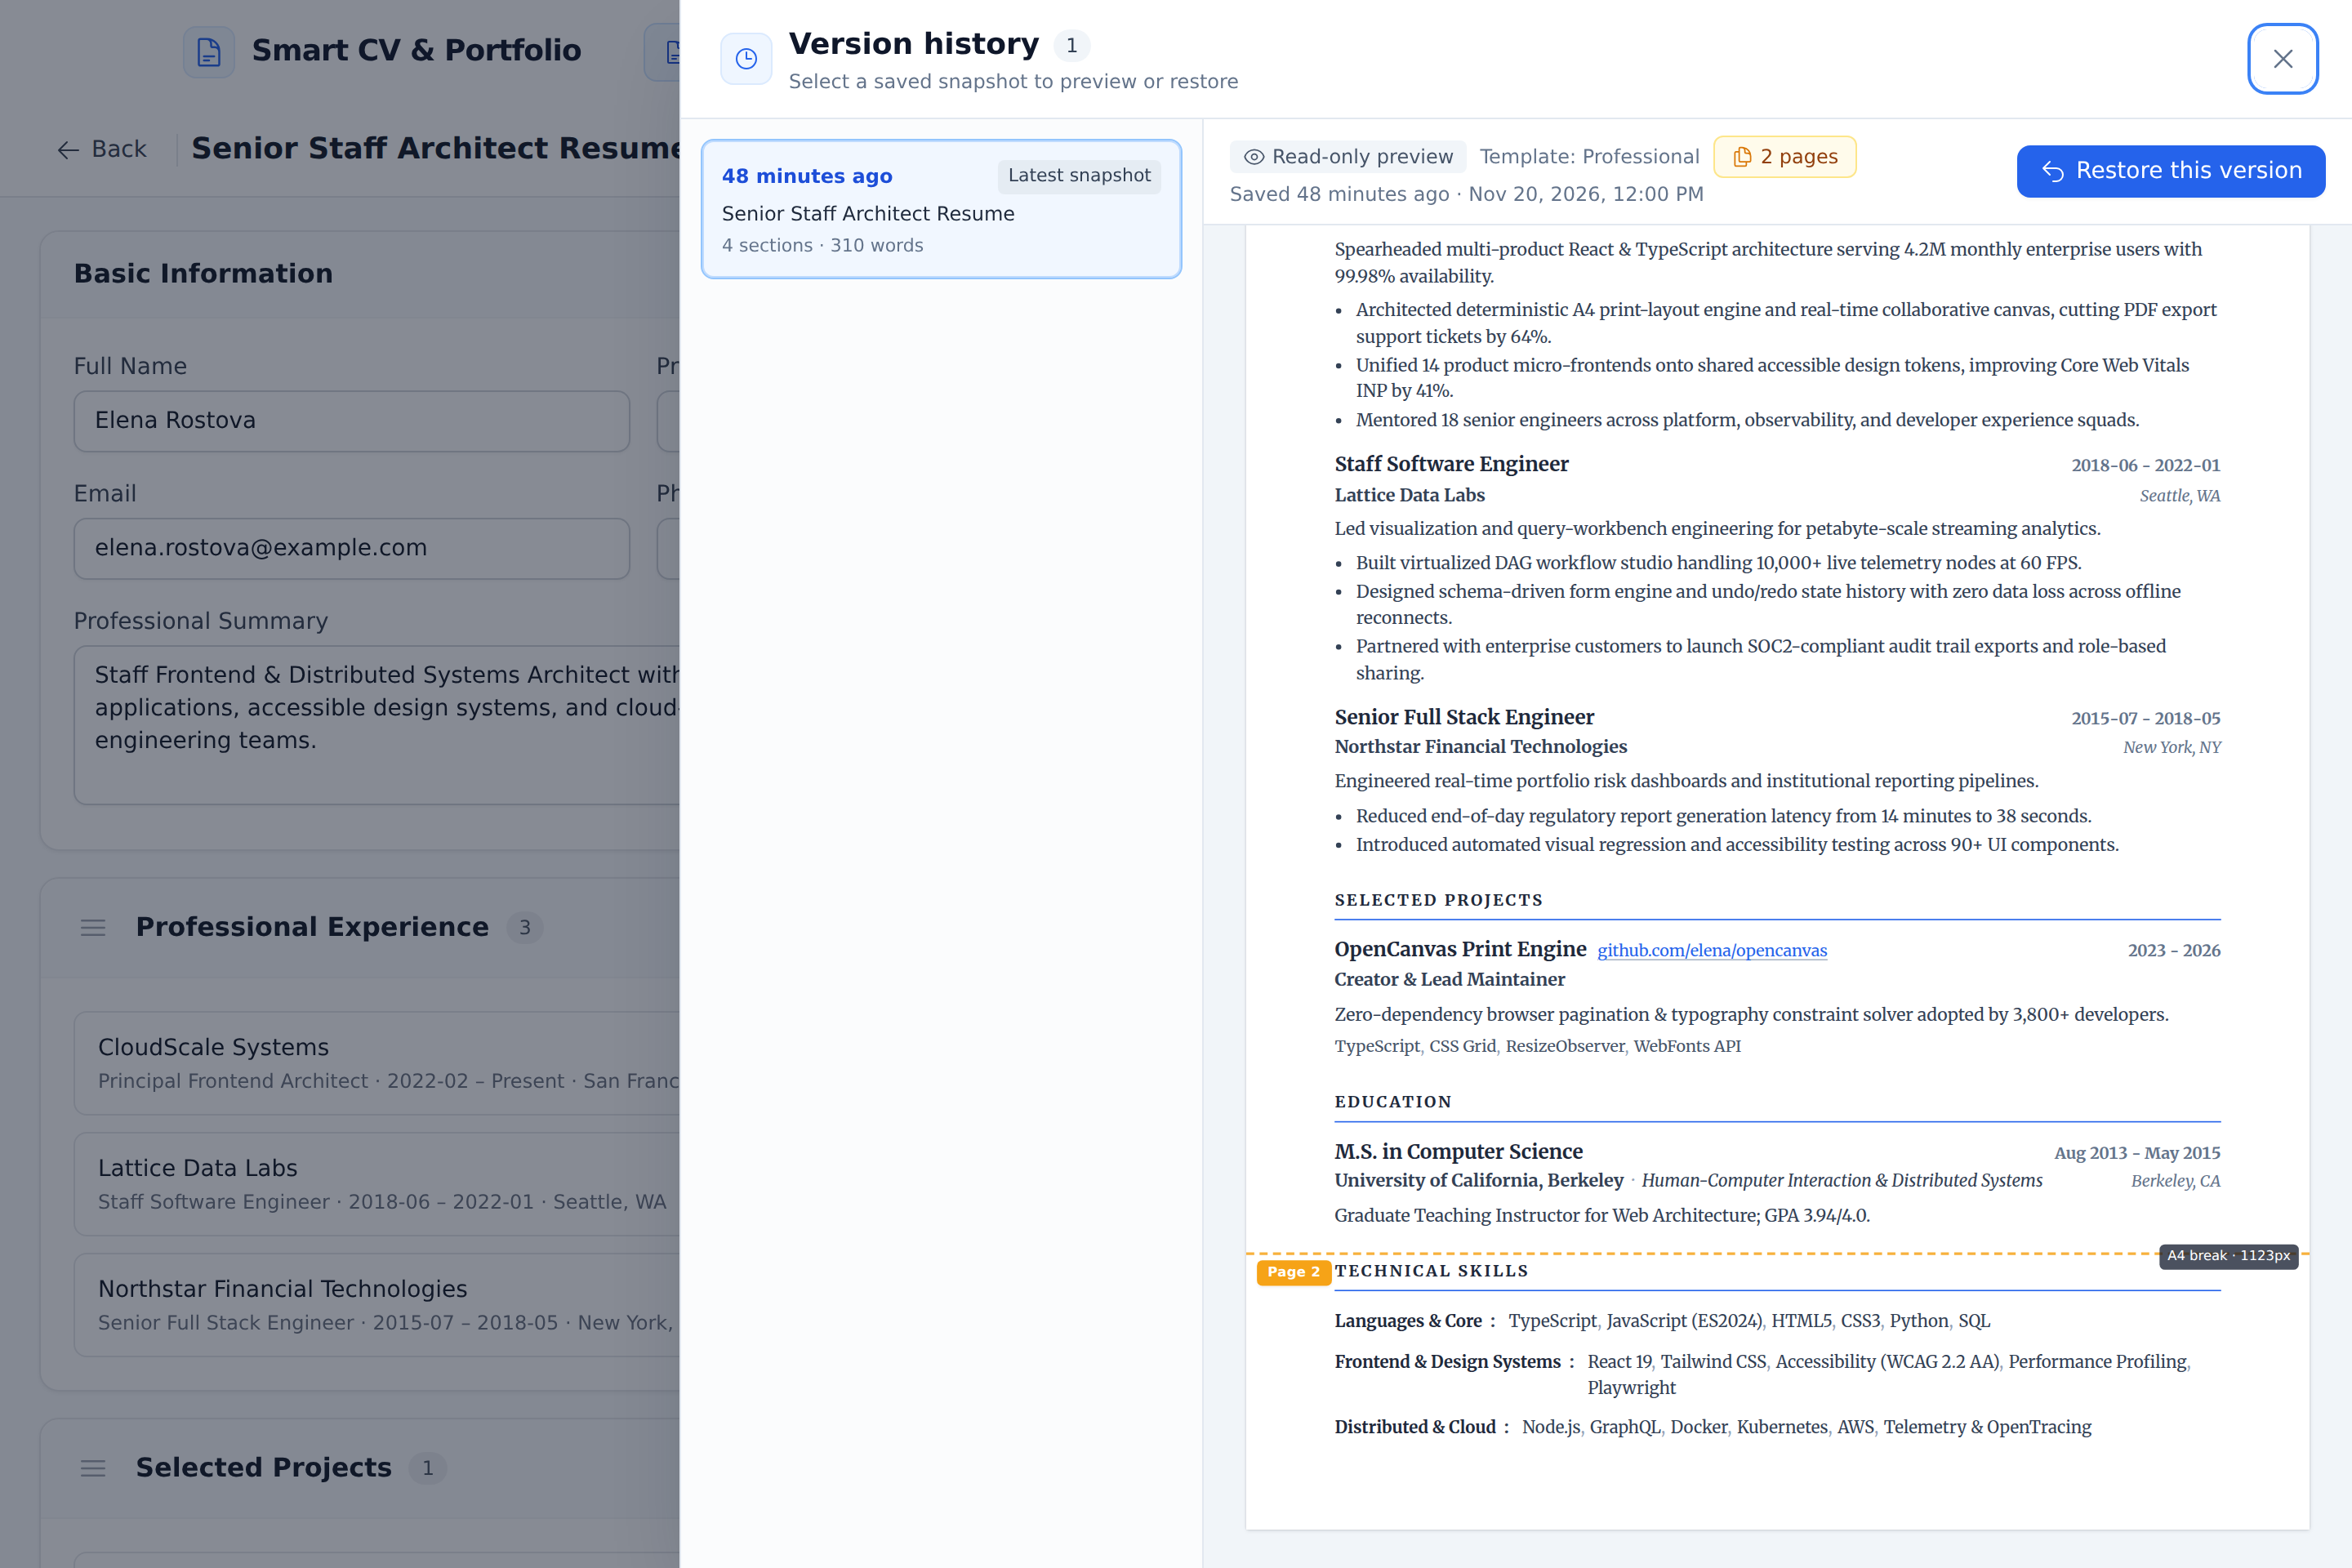 Smart CV & Portfolio
Back
Senior Staff Architect Resume
Basic Information
Full Name
Elena Rostova
Email
elena.rostova@example.com
Professional Summary
Staff Frontend & Distributed Systems Architect with
applications, accessible design systems, and cloud-
engineering teams.
Professional Experience 3
CloudScale Systems
Principal Frontend Architect · 2022-02 – Present · San Franc
Lattice Data Labs
Staff Software Engineer · 2018-06 – 2022-01 · Seattle, WA
Northstar Financial Technologies
Senior Full Stack Engineer · 2015-07 – 2018-05 · New York,
Selected Projects 1
Version history 1
Select a saved snapshot to preview or restore
48 minutes ago Latest snapshot
Senior Staff Architect Resume
4 sections · 310 words
Read-only preview Template: Professional 2 pages
Saved 48 minutes ago · Nov 20, 2026, 12:00 PM
Restore this version
Spearheaded multi-product React & TypeScript architecture serving 4.2M monthly enterprise users with
99.98% availability.
• Architected deterministic A4 print-layout engine and real-time collaborative canvas, cutting PDF export
support tickets by 64%.
• Unified 14 product micro-frontends onto shared accessible design tokens, improving Core Web Vitals
INP by 41%.
• Mentored 18 senior engineers across platform, observability, and developer experience squads.
Staff Software Engineer 2018-06 - 2022-01
Lattice Data Labs Seattle, WA
Led visualization and query-workbench engineering for petabyte-scale streaming analytics.
• Built virtualized DAG workflow studio handling 10,000+ live telemetry nodes at 60 FPS.
• Designed schema-driven form engine and undo/redo state history with zero data loss across offline
reconnects.
• Partnered with enterprise customers to launch SOC2-compliant audit trail exports and role-based
sharing.
Senior Full Stack Engineer 2015-07 - 2018-05
Northstar Financial Technologies New York, NY
Engineered real-time portfolio risk dashboards and institutional reporting pipelines.
• Reduced end-of-day regulatory report generation latency from 14 minutes to 38 seconds.
• Introduced automated visual regression and accessibility testing across 90+ UI components.
SELECTED PROJECTS
OpenCanvas Print Engine github.com/elena/opencanvas 2023 - 2026
Creator & Lead Maintainer
Zero-dependency browser pagination & typography constraint solver adopted by 3,800+ developers.
TypeScript, CSS Grid, ResizeObserver, WebFonts API
EDUCATION
M.S. in Computer Science Aug 2013 - May 2015
University of California, Berkeley · Human-Computer Interaction & Distributed Systems Berkeley, CA
Graduate Teaching Instructor for Web Architecture; GPA 3.94/4.0.
A4 break · 1123px
Page 2 TECHNICAL SKILLS
Languages & Core : TypeScript, JavaScript (ES2024), HTML5, CSS3, Python, SQL
Frontend & Design Systems : React 19, Tailwind CSS, Accessibility (WCAG 2.2 AA), Performance Profiling,
Playwright
Distributed & Cloud : Node.js, GraphQL, Docker, Kubernetes, AWS, Telemetry & OpenTracing